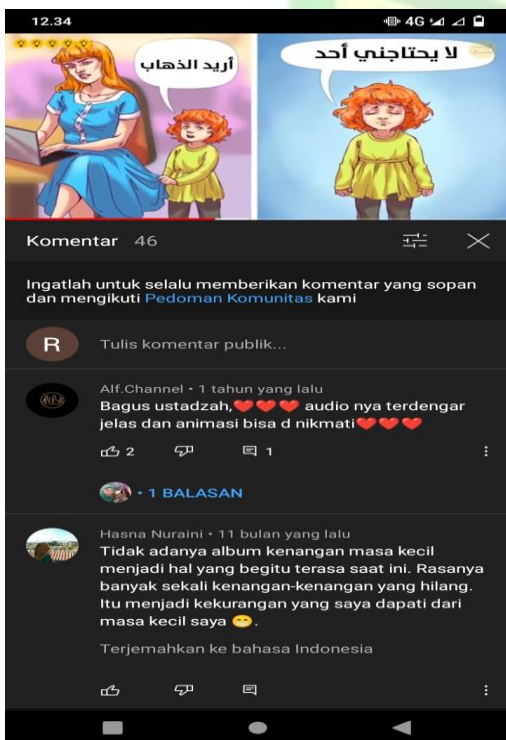 12.34
4G
أريد الذهاب
لا يحتاجني أحد
Komentar 46
Ingatlah untuk selalu memberikan komentar yang sopan
dan mengikuti Pedoman Komunitas kami
R
Tulis komentar publik...
Alf.Channel • 1 tahun yang lalu
Bagus ustadzah,❤️❤️❤️ audio nya terdengar
jelas dan animasi bisa d nikmati❤️❤️❤️
2
1
• 1 BALASAN
Hasna Nuraini • 11 bulan yang lalu
Tidak adanya album kenangan masa kecil
menjadi hal yang begitu terasa saat ini. Rasanya
banyak sekali kenangan-kenangan yang hilang.
Itu menjadi kekurangan yang saya dapati dari
masa kecil saya 😁.
Terjemahkan ke bahasa Indonesia